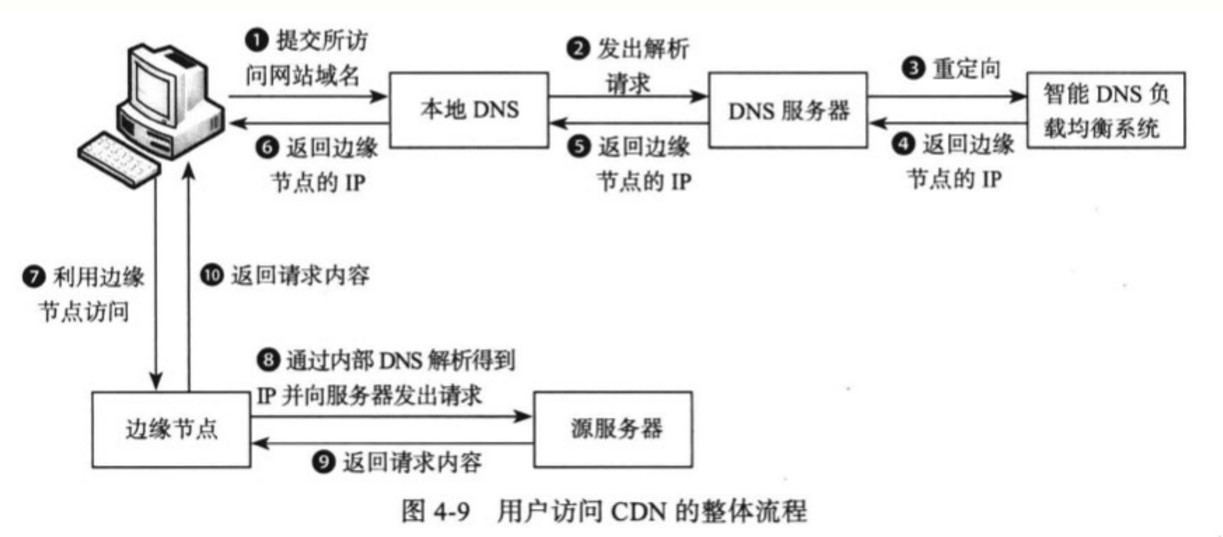 ❶ 提交所访
问网站域名
❷ 发出解析
请求
❸ 重定向
本地 DNS
DNS 服务器
智能 DNS 负
载均衡系统
❻ 返回边缘
节点的 IP
❺ 返回边缘
节点的 IP
❹ 返回边缘
节点的 IP
❼ 利用边缘
节点访问
❿ 返回请求内容
❽ 通过内部 DNS 解析得到
IP 并向服务器发出请求
边缘节点
源服务器
❾ 返回请求内容
图 4-9 用户访问 CDN 的整体流程